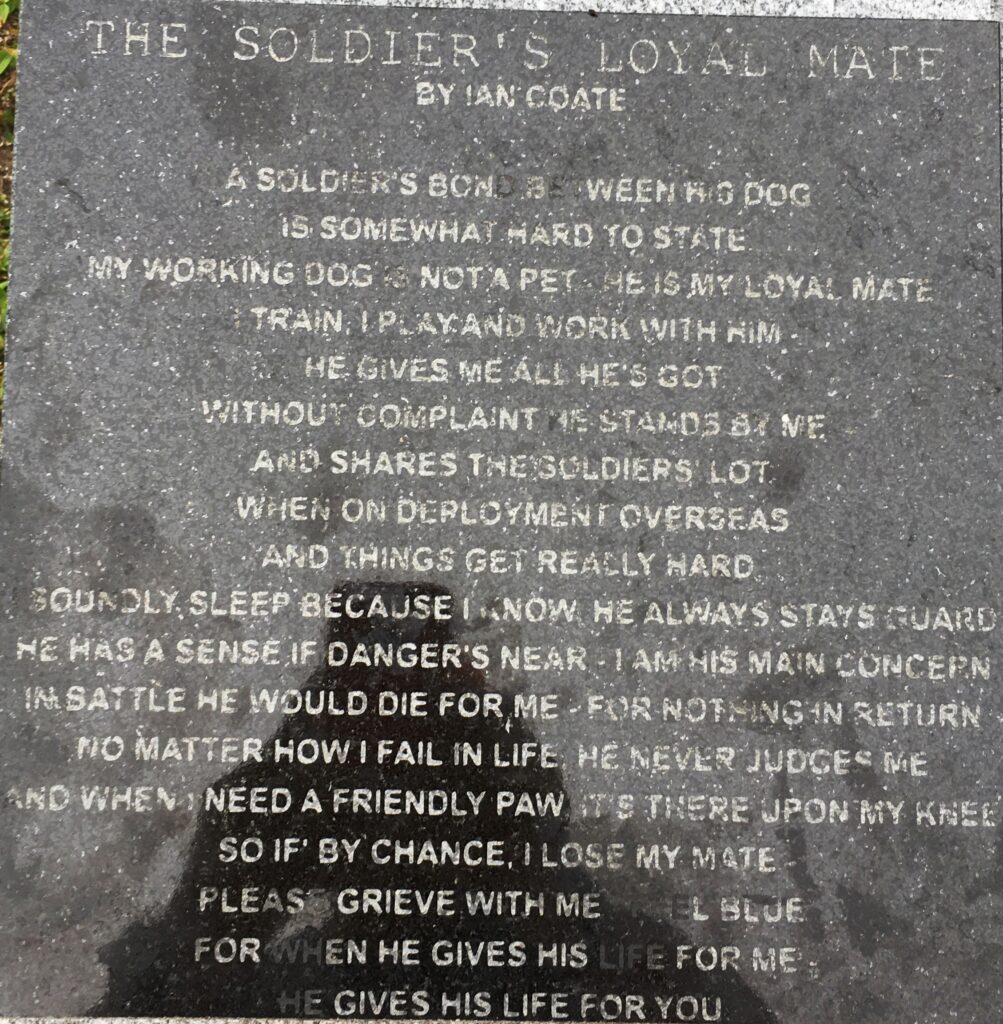 THE SOLDIER'S LOYAL MATE
BY IAN COATE
A SOLDIER'S BOND BETWEEN HIS DOG
IS SOMEWHAT HARD TO STATE
MY WORKING DOG IS NOT A PET - HE IS MY LOYAL MATE
I TRAIN, I PLAY AND WORK WITH HIM -
HE GIVES ME ALL HE'S GOT
WITHOUT COMPLAINT HE STANDS BY ME
AND SHARES THE SOLDIERS' LOT.
WHEN ON DEPLOYMENT OVERSEAS
AND THINGS GET REALLY HARD
SOUNDLY SLEEP BECAUSE I KNOW, HE ALWAYS STAYS GUARD
HE HAS A SENSE IF DANGER'S NEAR - I AM HIS MAIN CONCERN
IN BATTLE HE WOULD DIE FOR ME - FOR NOTHING IN RETURN
NO MATTER HOW I FAIL IN LIFE, HE NEVER JUDGES ME
AND WHEN I NEED A FRIENDLY PAW, IT'S THERE UPON MY KNEE
SO IF' BY CHANCE, I LOSE MY MATE -
PLEASE GRIEVE WITH ME BLUE
FOR WHEN HE GIVES HIS LIFE FOR ME -
HE GIVES HIS LIFE FOR YOU